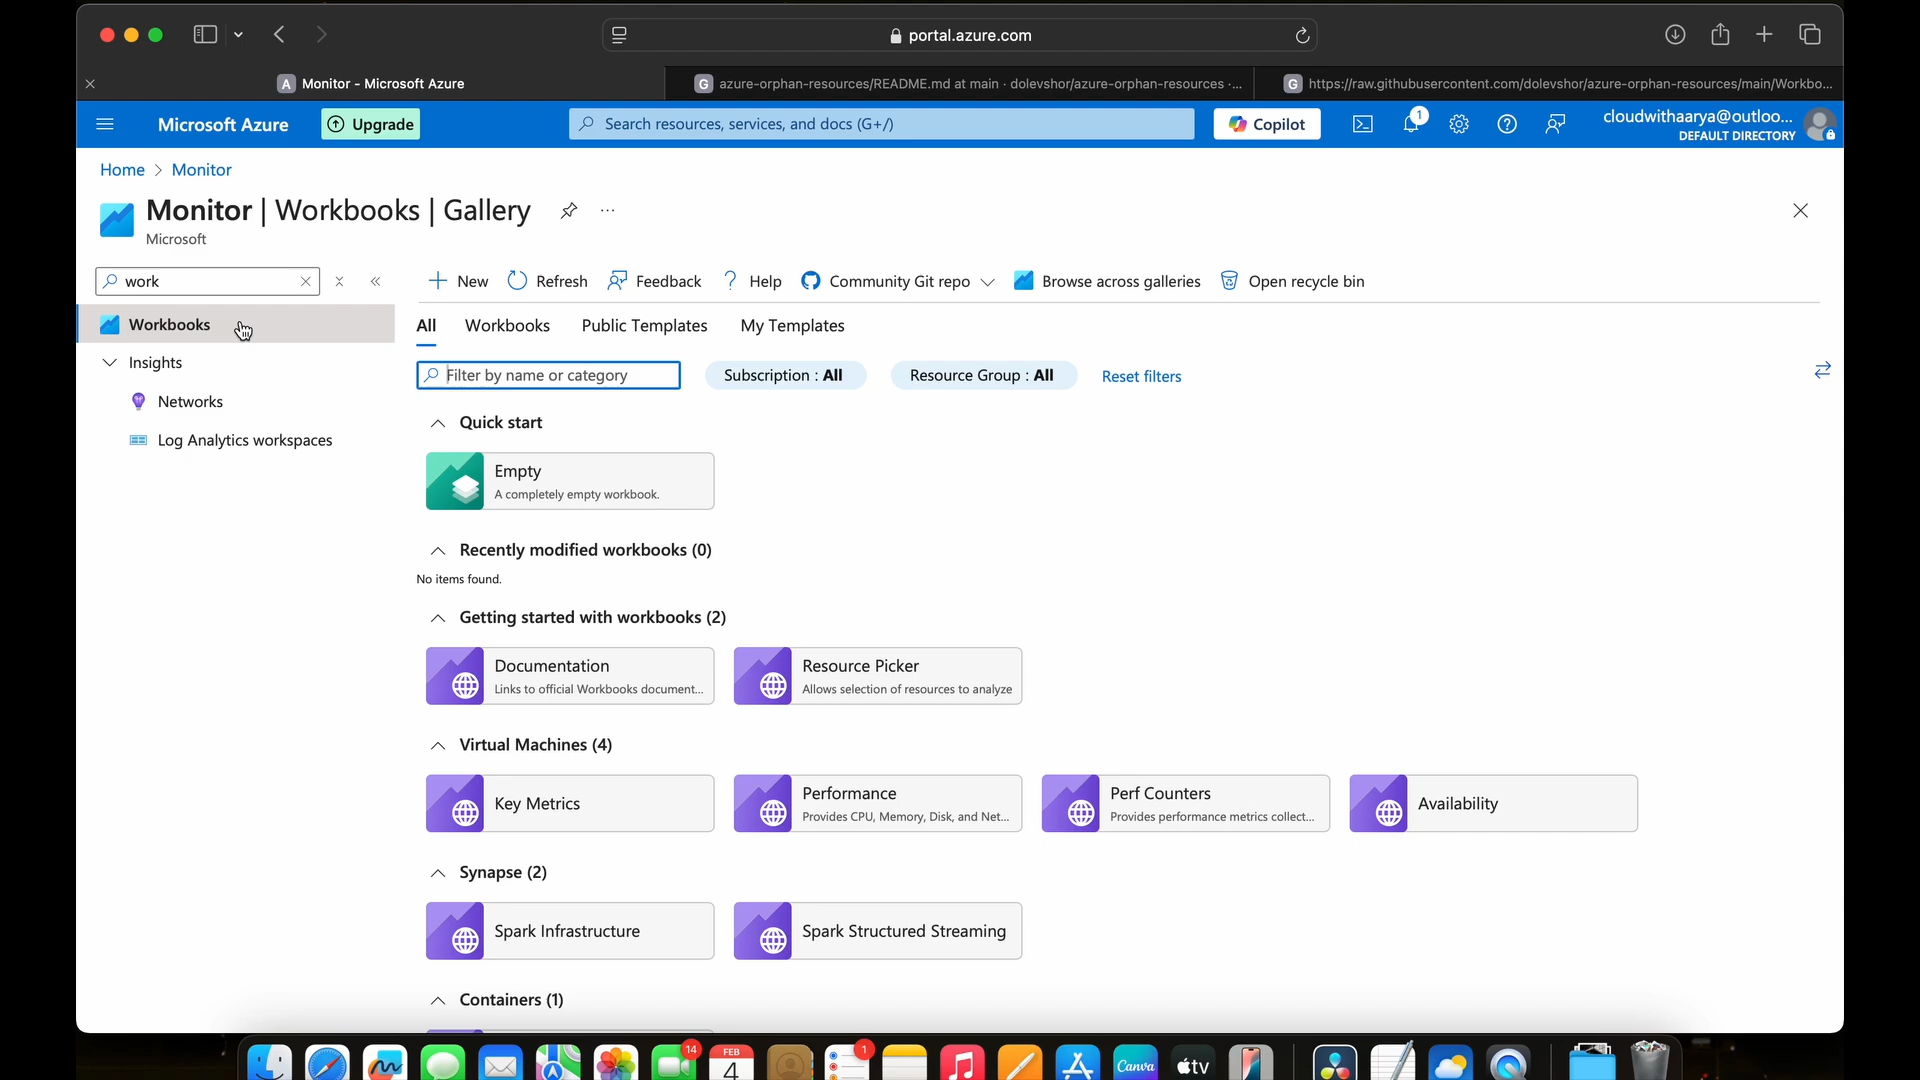 portal.azure.com
Monitor - Microsoft Azure
azure-orphan-resources/README.md at main · dolevshor/azure-orphan-resources ·...
https://raw.githubusercontent.com/dolevshor/azure-orphan-resources/main/Workbo...
Microsoft Azure
Upgrade
Search resources, services, and docs (G+/)
Copilot
1
cloudwithaarya@outloo...
DEFAULT DIRECTORY
Home > Monitor
Monitor | Workbooks | Gallery
Microsoft
work
New
Refresh
Feedback
Help
Community Git repo
Browse across galleries
Open recycle bin
Workbooks
Insights
Networks
Log Analytics workspaces
All
Workbooks
Public Templates
My Templates
Filter by name or category
Subscription : All
Resource Group : All
Reset filters
Quick start
Empty
A completely empty workbook.
Recently modified workbooks (0)
No items found.
Getting started with workbooks (2)
Documentation
Links to official Workbooks document...
Resource Picker
Allows selection of resources to analyze
Virtual Machines (4)
Key Metrics
Performance
Provides CPU, Memory, Disk, and Net...
Perf Counters
Provides performance metrics collect...
Availability
Synapse (2)
Spark Infrastructure
Spark Structured Streaming
Containers (1)
14
FEB
4
1
Canva
tv